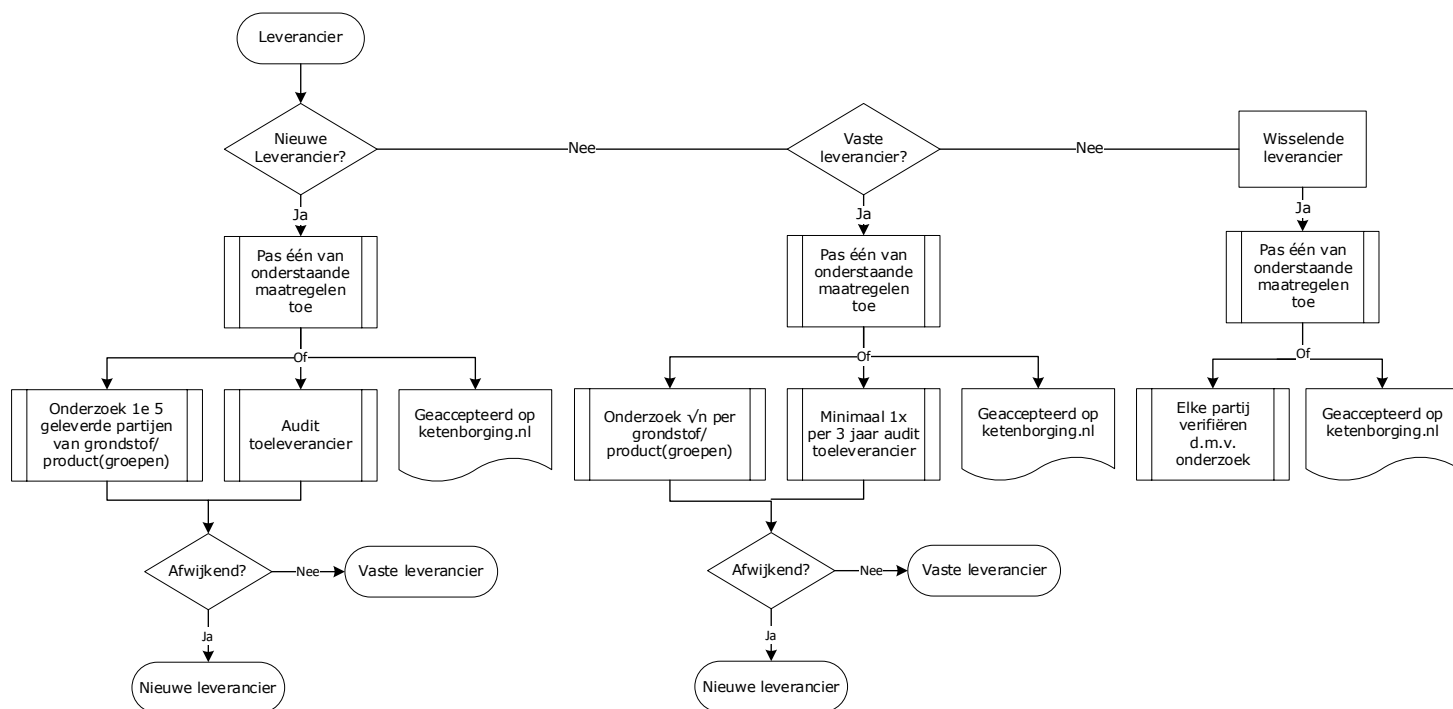 Leverancier
Nieuwe
Leverancier?
Nee
Vaste
leverancier?
Nee
Wisselende
leverancier
Ja
Ja
Ja
Pas één van
onderstaande
maatregelen
toe
Pas één van
onderstaande
maatregelen
toe
Pas één van
onderstaande
maatregelen
toe
Of
Of
Of
Onderzoek 1e 5
geleverde partijen
van grondstof/
product(groepen)
Audit
toeleverancier
Geaccepteerd op
ketenborging.nl
Onderzoek √n per
grondstof/
product(groepen)
Minimaal 1x
per 3 jaar audit
toeleverancier
Geaccepteerd op
ketenborging.nl
Elke partij
verifiëren
d.m.v.
onderzoek
Geaccepteerd op
ketenborging.nl
Afwijkend?
Nee
Vaste leverancier
Afwijkend?
Nee
Vaste leverancier
Ja
Ja
Nieuwe leverancier
Nieuwe leverancier